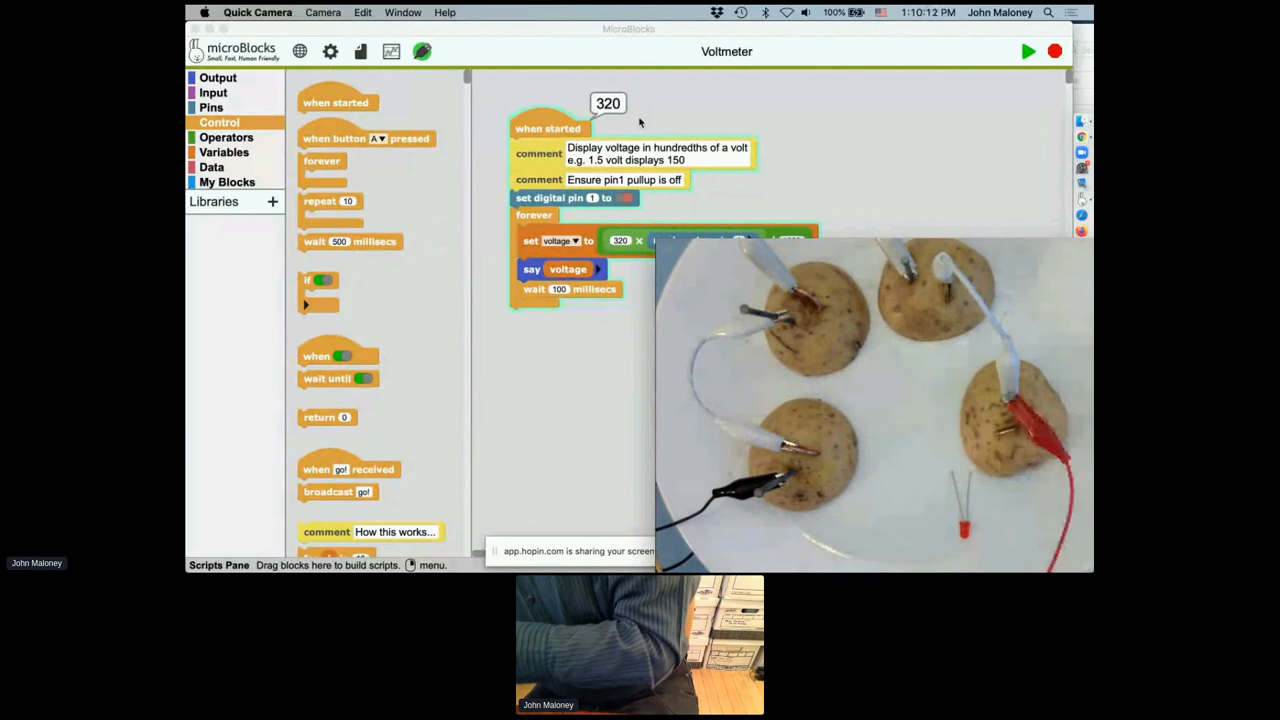 Quick Camera Camera Edit Window Help
100% 1:10:12 PM John Maloney
MicroBlocks
microBlocks
Small, Fast, Human Friendly
Voltmeter
Output
Input
Pins
Control
Operators
Variables
Data
My Blocks
Libraries +
when started
when button A pressed
forever
repeat 10
wait 500 millisecs
if
when
wait until
return 0
when go! received
broadcast go!
comment How this works...
320
when started
comment Display voltage in hundredths of a volt
e.g. 1.5 volt displays 150
comment Ensure pin1 pullup is off
set digital pin 1 to
forever
set voltage to 320 ×
say voltage
wait 100 millisecs
app.hopin.com is sharing your screen
Scripts Pane Drag blocks here to build scripts. menu.
John Maloney
John Maloney